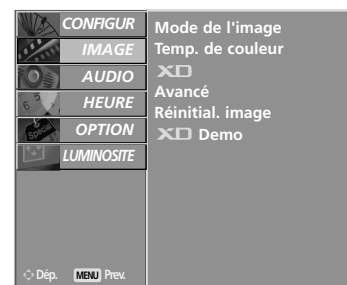 CONFIGUR
IMAGE
AUDIO
HEURE
Special
OPTION
LUMINOSITE
Mode de l'image
Temp. de couleur
XD
Avancé
Réinitial. image
XD Demo
Dép. MENU Prev.